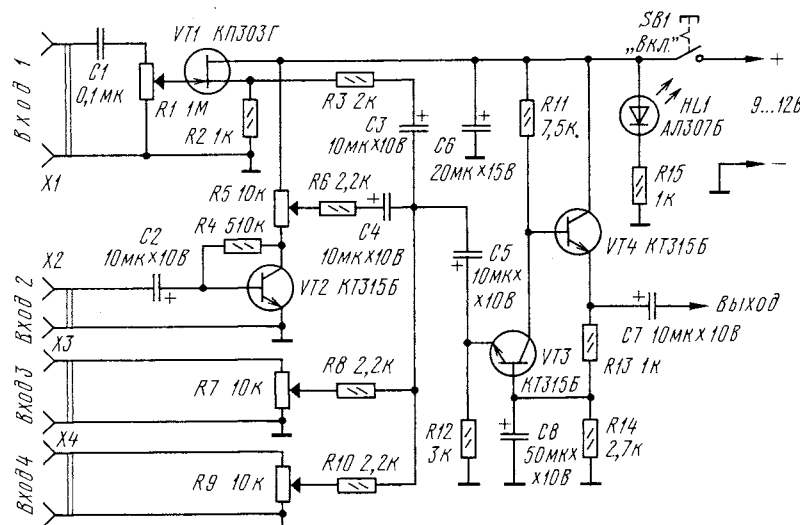 SB1
„Вкл."
+
9...12В
−
VT1 КП303Г
C1
0,1мк
R1 1М
R2 1к
R3 2к
C3
10мк×10В
C6
20мк×15В
R11
7,5к
HL1
АЛ307Б
R15
1к
Вход 1
X1
R5 10к
R6 2,2к
R4 510к
C4
10мк×10В
C2
10мк×10В
VT2 КТ315Б
C5
10мк×
×10В
VT4 КТ315Б
X2
Вход 2
X3
Выход
C7 10мк×10В
R13 1к
VT3
КТ315Б
Вход 3
R7 10к
R8 2,2к
X4
R12
3к
C8
50мк×
×10В
R14
2,7к
Вход 4
R9 10к
R10 2,2к